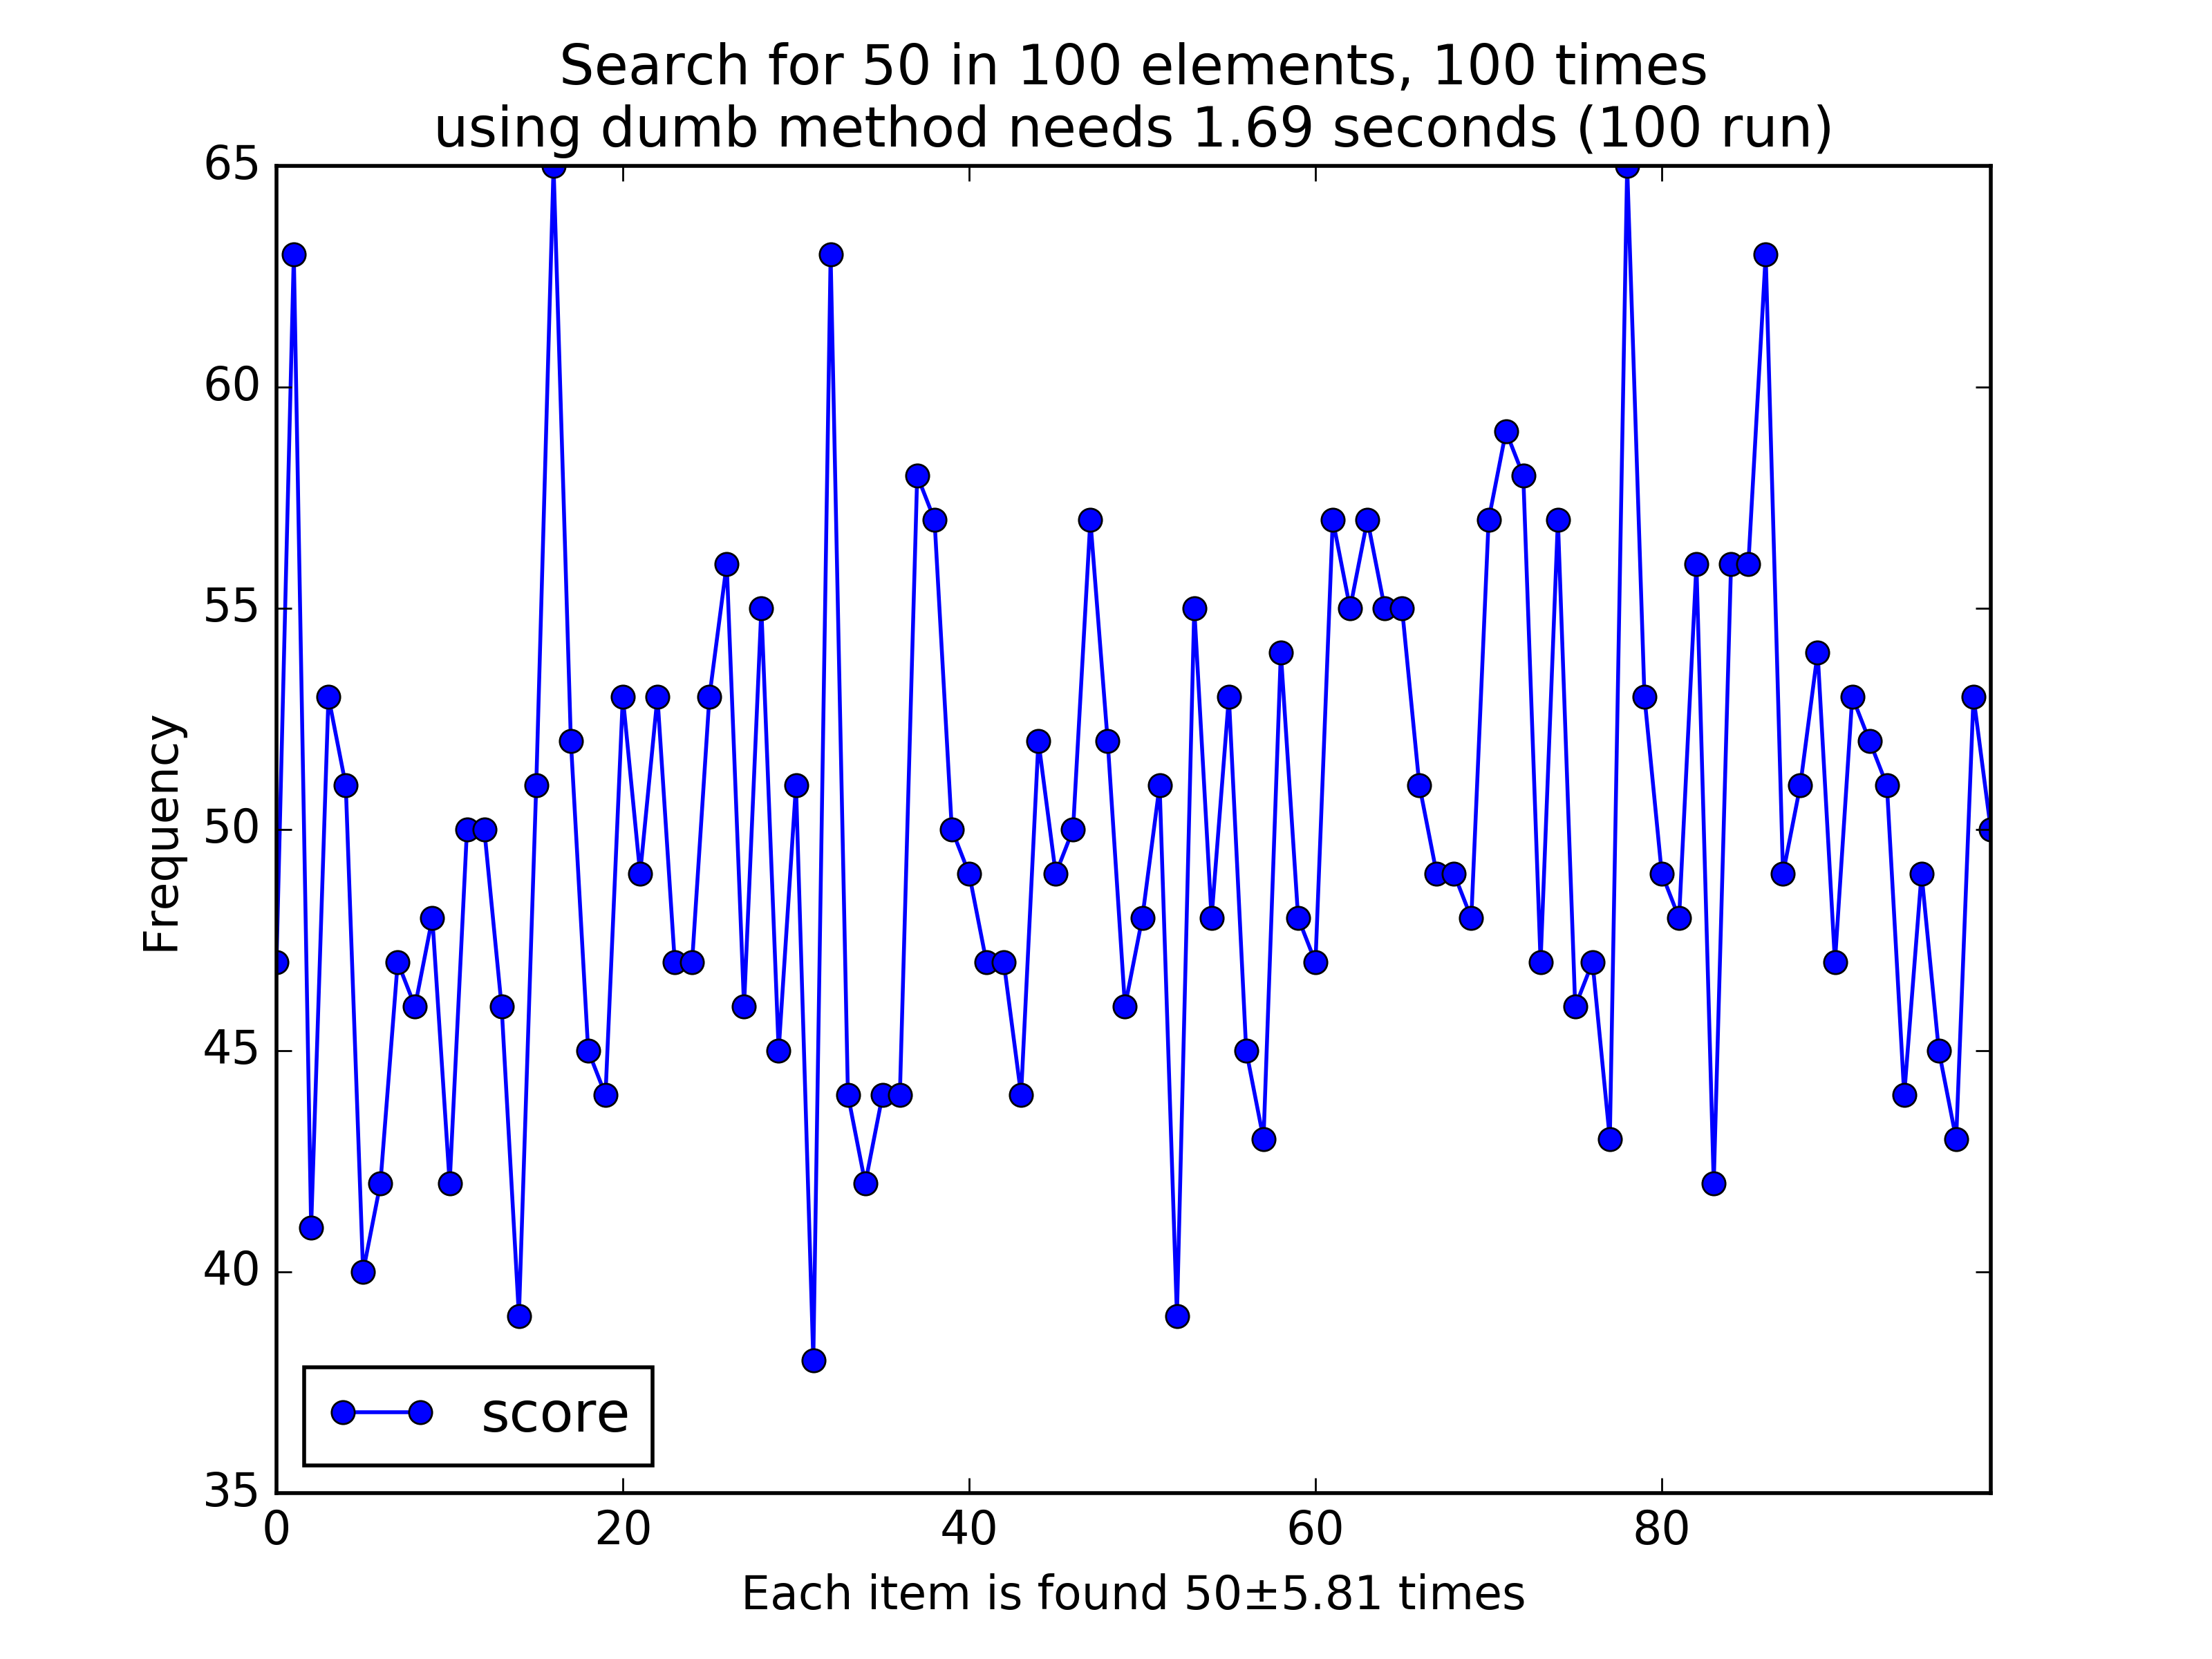 Search for 50 in 100 elements, 100 times
using dumb method needs 1.69 seconds (100 run)
65
60
55
50
45
40
35
Frequency
score
0 20 40 60 80
Each item is found 50±5.81 times